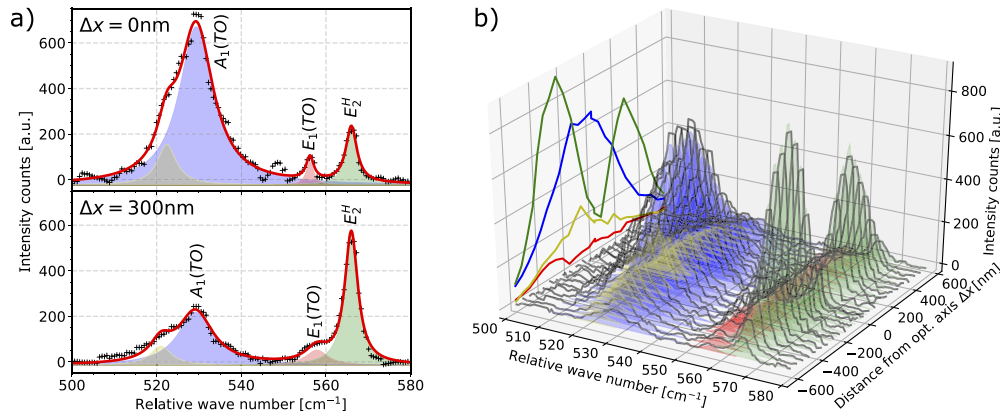 a)
Δx = 0nm
A₁(TO)
E₁(TO)
E₂ᴴ
600
400
200
0
Intensity counts [a.u.]
Δx = 300nm
A₁(TO)
E₁(TO)
E₂ᴴ
600
400
200
0
500 520 540 560 580
Relative wave number [cm⁻¹]
b)
800
600
400
200
0
Intensity counts [a.u.]
500
510
520
530
540
550
560
570
580
Relative wave number [cm⁻¹]
−600
−400
−200
0
200
400
600
Distance from opt. axis Δx[nm]